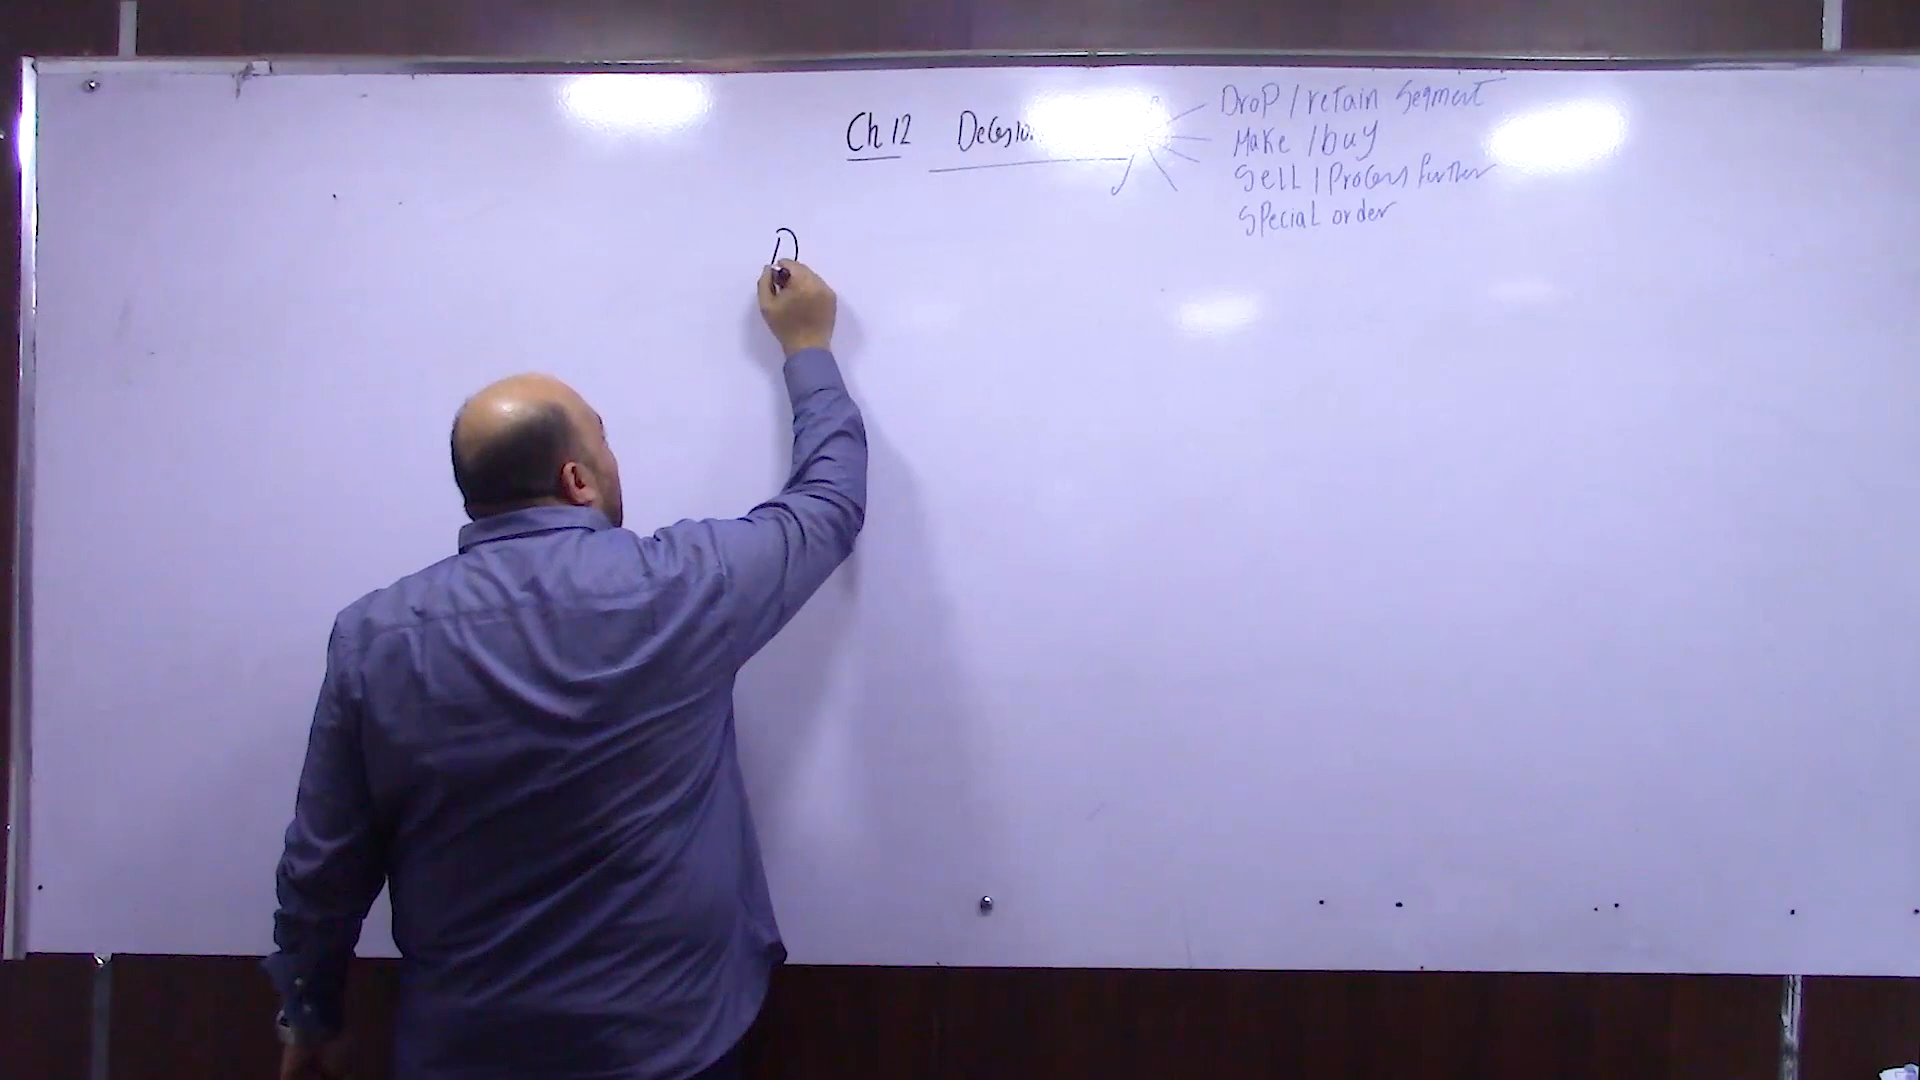 Ch 12 Decision
Drop / retain Segment
Make / buy
Sell / Process further
Special order
D